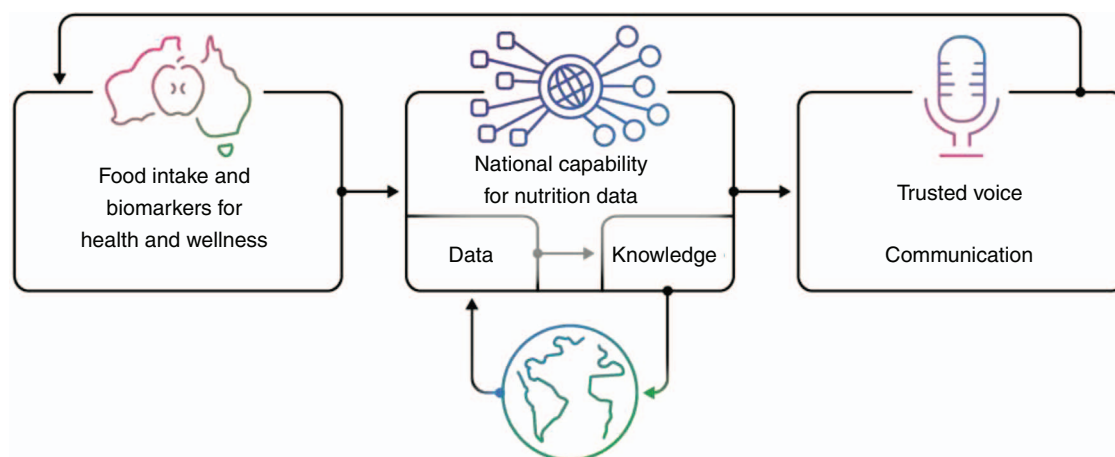 Food intake and
biomarkers for
health and wellness
National capability
for nutrition data
Data
Knowledge
Trusted voice
Communication